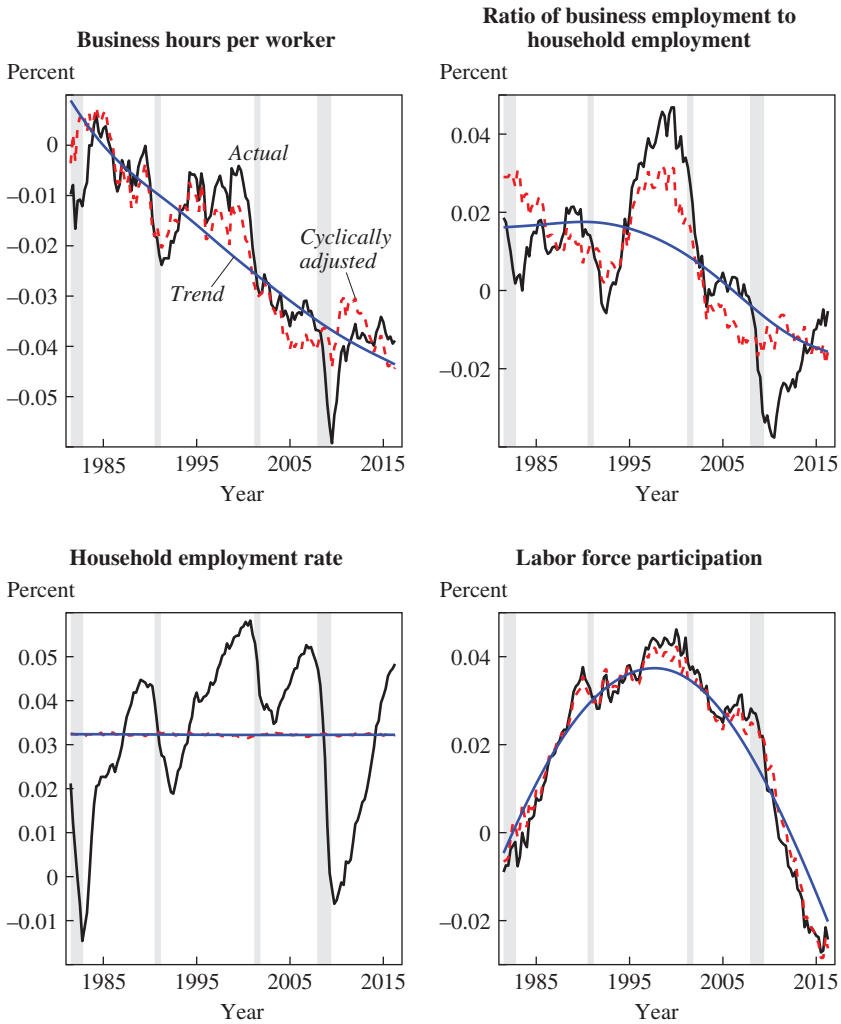 Business hours per worker
Percent
0
–0.01
–0.02
–0.03
–0.04
–0.05
Actual
Cyclically
adjusted
Trend
1985
1995
2005
2015
Year
Ratio of business employment to
household employment
Percent
0.04
0.02
0
–0.02
1985
1995
2005
2015
Year
Household employment rate
Percent
0.05
0.04
0.03
0.02
0.01
0
–0.01
1985
1995
2005
2015
Year
Labor force participation
Percent
0.04
0.02
0
–0.02
1985
1995
2005
2015
Year